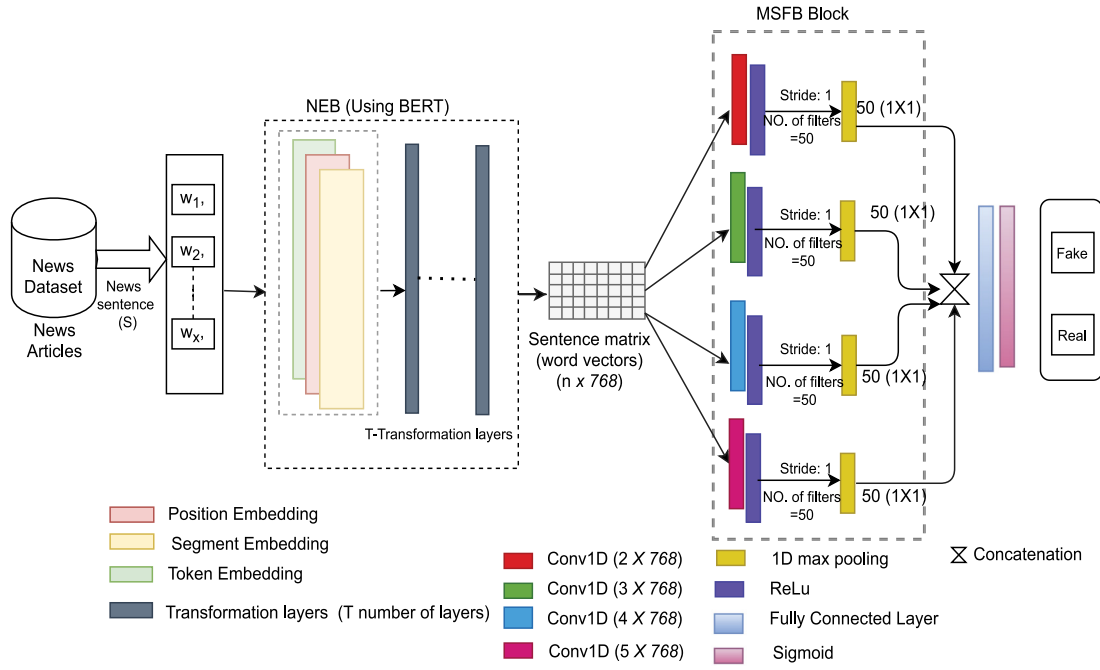 MSFB Block
NEB (Using BERT)
Stride: 1
50 (1X1)
NO. of filters
=50
w1,
w2,
wx,
News
Dataset
News
sentence
(S)
News
Articles
T-Transformation layers
Sentence matrix
(word vectors)
(n x 768)
Stride: 1
50 (1X1)
NO. of filters
=50
Stride: 1
50 (1X1)
NO. of filters
=50
Stride: 1
50 (1X1)
NO. of filters
=50
Fake
Real
Position Embedding
Segment Embedding
Token Embedding
Transformation layers (T number of layers)
Conv1D (2 X 768)
Conv1D (3 X 768)
Conv1D (4 X 768)
Conv1D (5 X 768)
1D max pooling
ReLu
Fully Connected Layer
Sigmoid
Concatenation